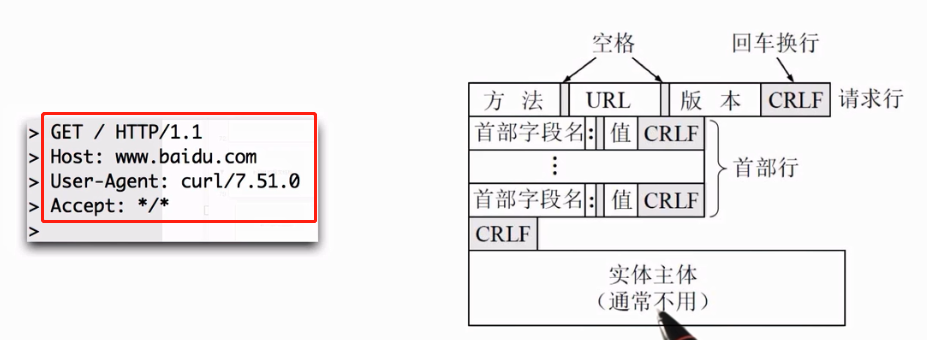 > GET / HTTP/1.1
> Host: www.baidu.com
> User-Agent: curl/7.51.0
> Accept: */*
>
空格 回车换行
方 法 URL 版 本 CRLF 请求行
首部字段名 : 值 CRLF
⋮ 首部行
首部字段名 : 值 CRLF
CRLF
实体主体
（通常不用）